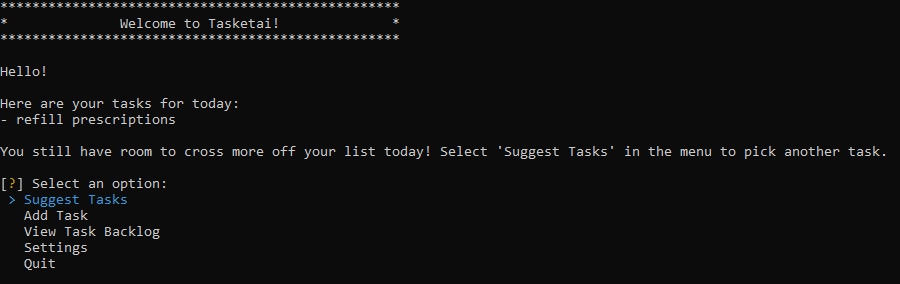 **************************************************
* Welcome to Tasketai! *
**************************************************
Hello!
Here are your tasks for today:
- refill prescriptions
You still have room to cross more off your list today! Select 'Suggest Tasks' in the menu to pick another task.
[?] Select an option:
> Suggest Tasks
Add Task
View Task Backlog
Settings
Quit